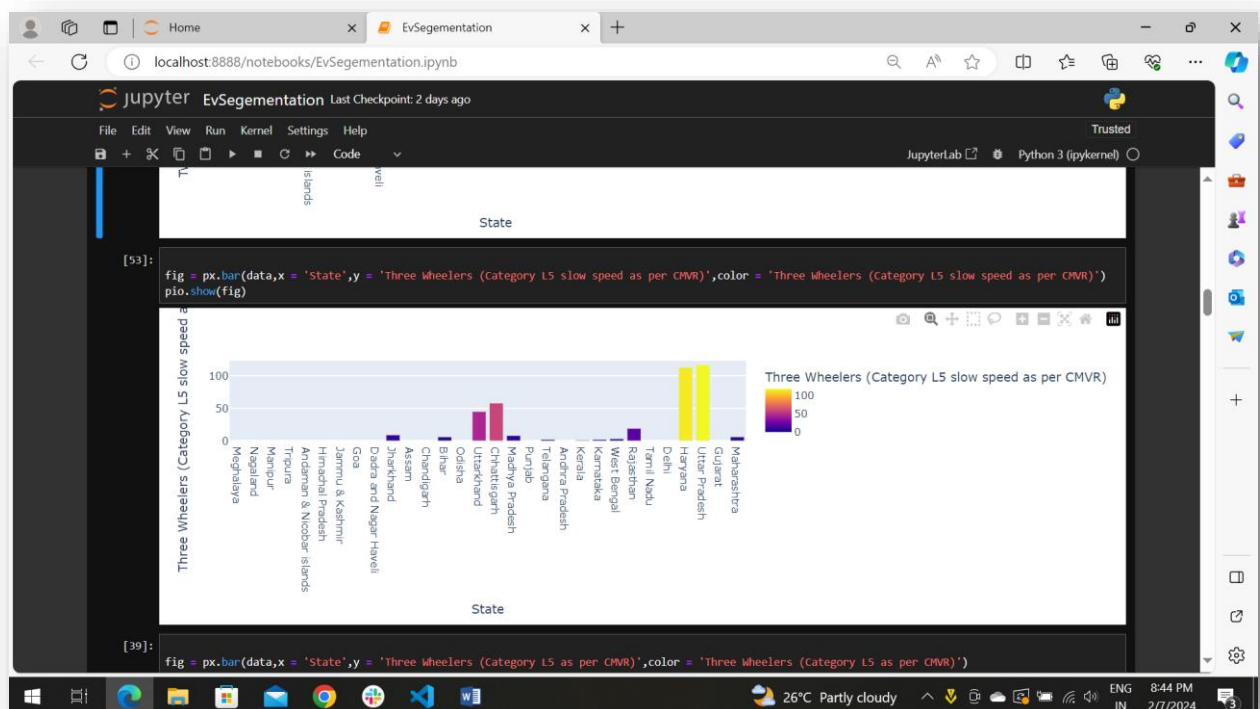 Home
EvSegementation
localhost:8888/notebooks/EvSegementation.ipynb
jupyter EvSegementation Last Checkpoint: 2 days ago
File Edit View Run Kernel Settings Help
Trusted
Code
JupyterLab
Python 3 (ipykernel)
islands
State
[53]:
fig = px.bar(data,x = 'State',y = 'Three Wheelers (Category L5 slow speed as per CMVR)',color = 'Three Wheelers (Category L5 slow speed as per CMVR)')
pio.show(fig)
Three Wheelers (Category L5 slow speed a
100
50
0
Meghalaya
Nagaland
Manipur
Tripura
Andaman & Nicobar islands
Himachal Pradesh
Jammu & Kashmir
Goa
Dadra and Nagar Haveli
Jharkhand
Assam
Chandigarh
Bihar
Odisha
Uttarkhand
Chhattisgarh
Madhya Pradesh
Punjab
Telangana
Andhra Pradesh
Kerala
Karnataka
West Bengal
Rajasthan
Tamil Nadu
Delhi
Haryana
Uttar Pradesh
Gujarat
Maharashtra
State
Three Wheelers (Category L5 slow speed as per CMVR)
100
50
0
[39]:
fig = px.bar(data,x = 'State',y = 'Three Wheelers (Category L5 as per CMVR)',color = 'Three Wheelers (Category L5 as per CMVR)')
26°C Partly cloudy
ENG
IN
8:44 PM
2/7/2024
3